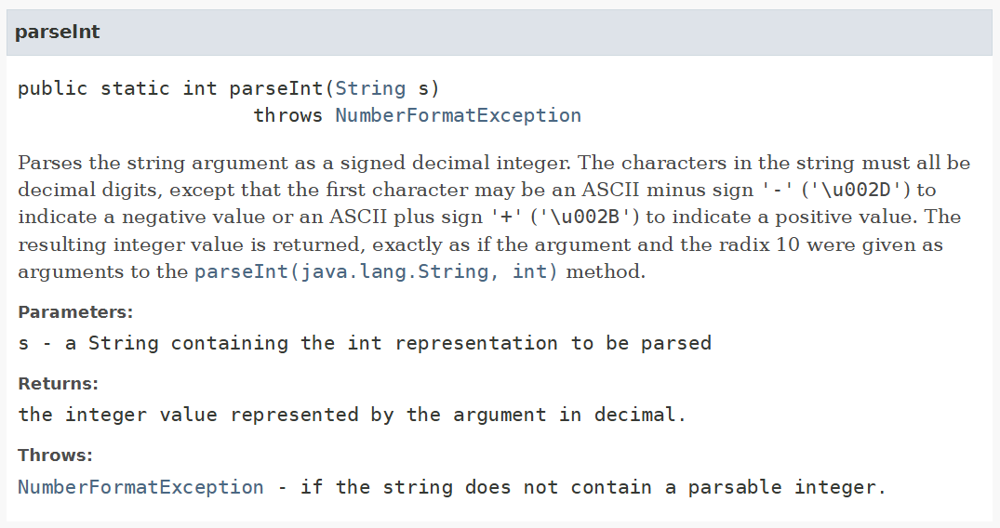 parseInt
public static int parseInt(String s)
throws NumberFormatException
Parses the string argument as a signed decimal integer. The characters in the string must all be
decimal digits, except that the first character may be an ASCII minus sign '-' ('\u002D') to
indicate a negative value or an ASCII plus sign '+' ('\u002B') to indicate a positive value. The
resulting integer value is returned, exactly as if the argument and the radix 10 were given as
arguments to the parseInt(java.lang.String, int) method.
Parameters:
s - a String containing the int representation to be parsed
Returns:
the integer value represented by the argument in decimal.
Throws:
NumberFormatException - if the string does not contain a parsable integer.